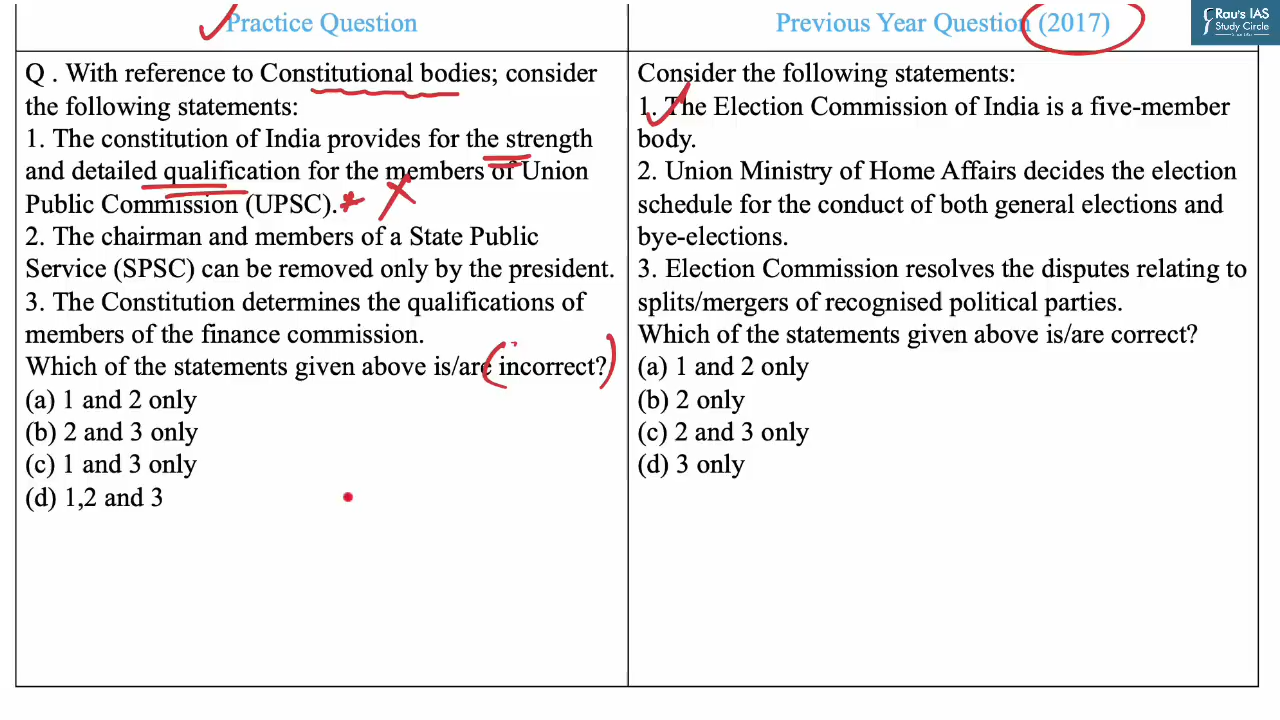 Practice Question
Q . With reference to Constitutional bodies; consider
the following statements:
1. The constitution of India provides for the strength
and detailed qualification for the members of Union
Public Commission (UPSC).
2. The chairman and members of a State Public
Service (SPSC) can be removed only by the president.
3. The Constitution determines the qualifications of
members of the finance commission.
Which of the statements given above is/are incorrect?
(a) 1 and 2 only
(b) 2 and 3 only
(c) 1 and 3 only
(d) 1,2 and 3
Previous Year Question (2017)
Consider the following statements:
1. The Election Commission of India is a five-member
body.
2. Union Ministry of Home Affairs decides the election
schedule for the conduct of both general elections and
bye-elections.
3. Election Commission resolves the disputes relating to
splits/mergers of recognised political parties.
Which of the statements given above is/are correct?
(a) 1 and 2 only
(b) 2 only
(c) 2 and 3 only
(d) 3 only
Rau's IAS
Study Circle